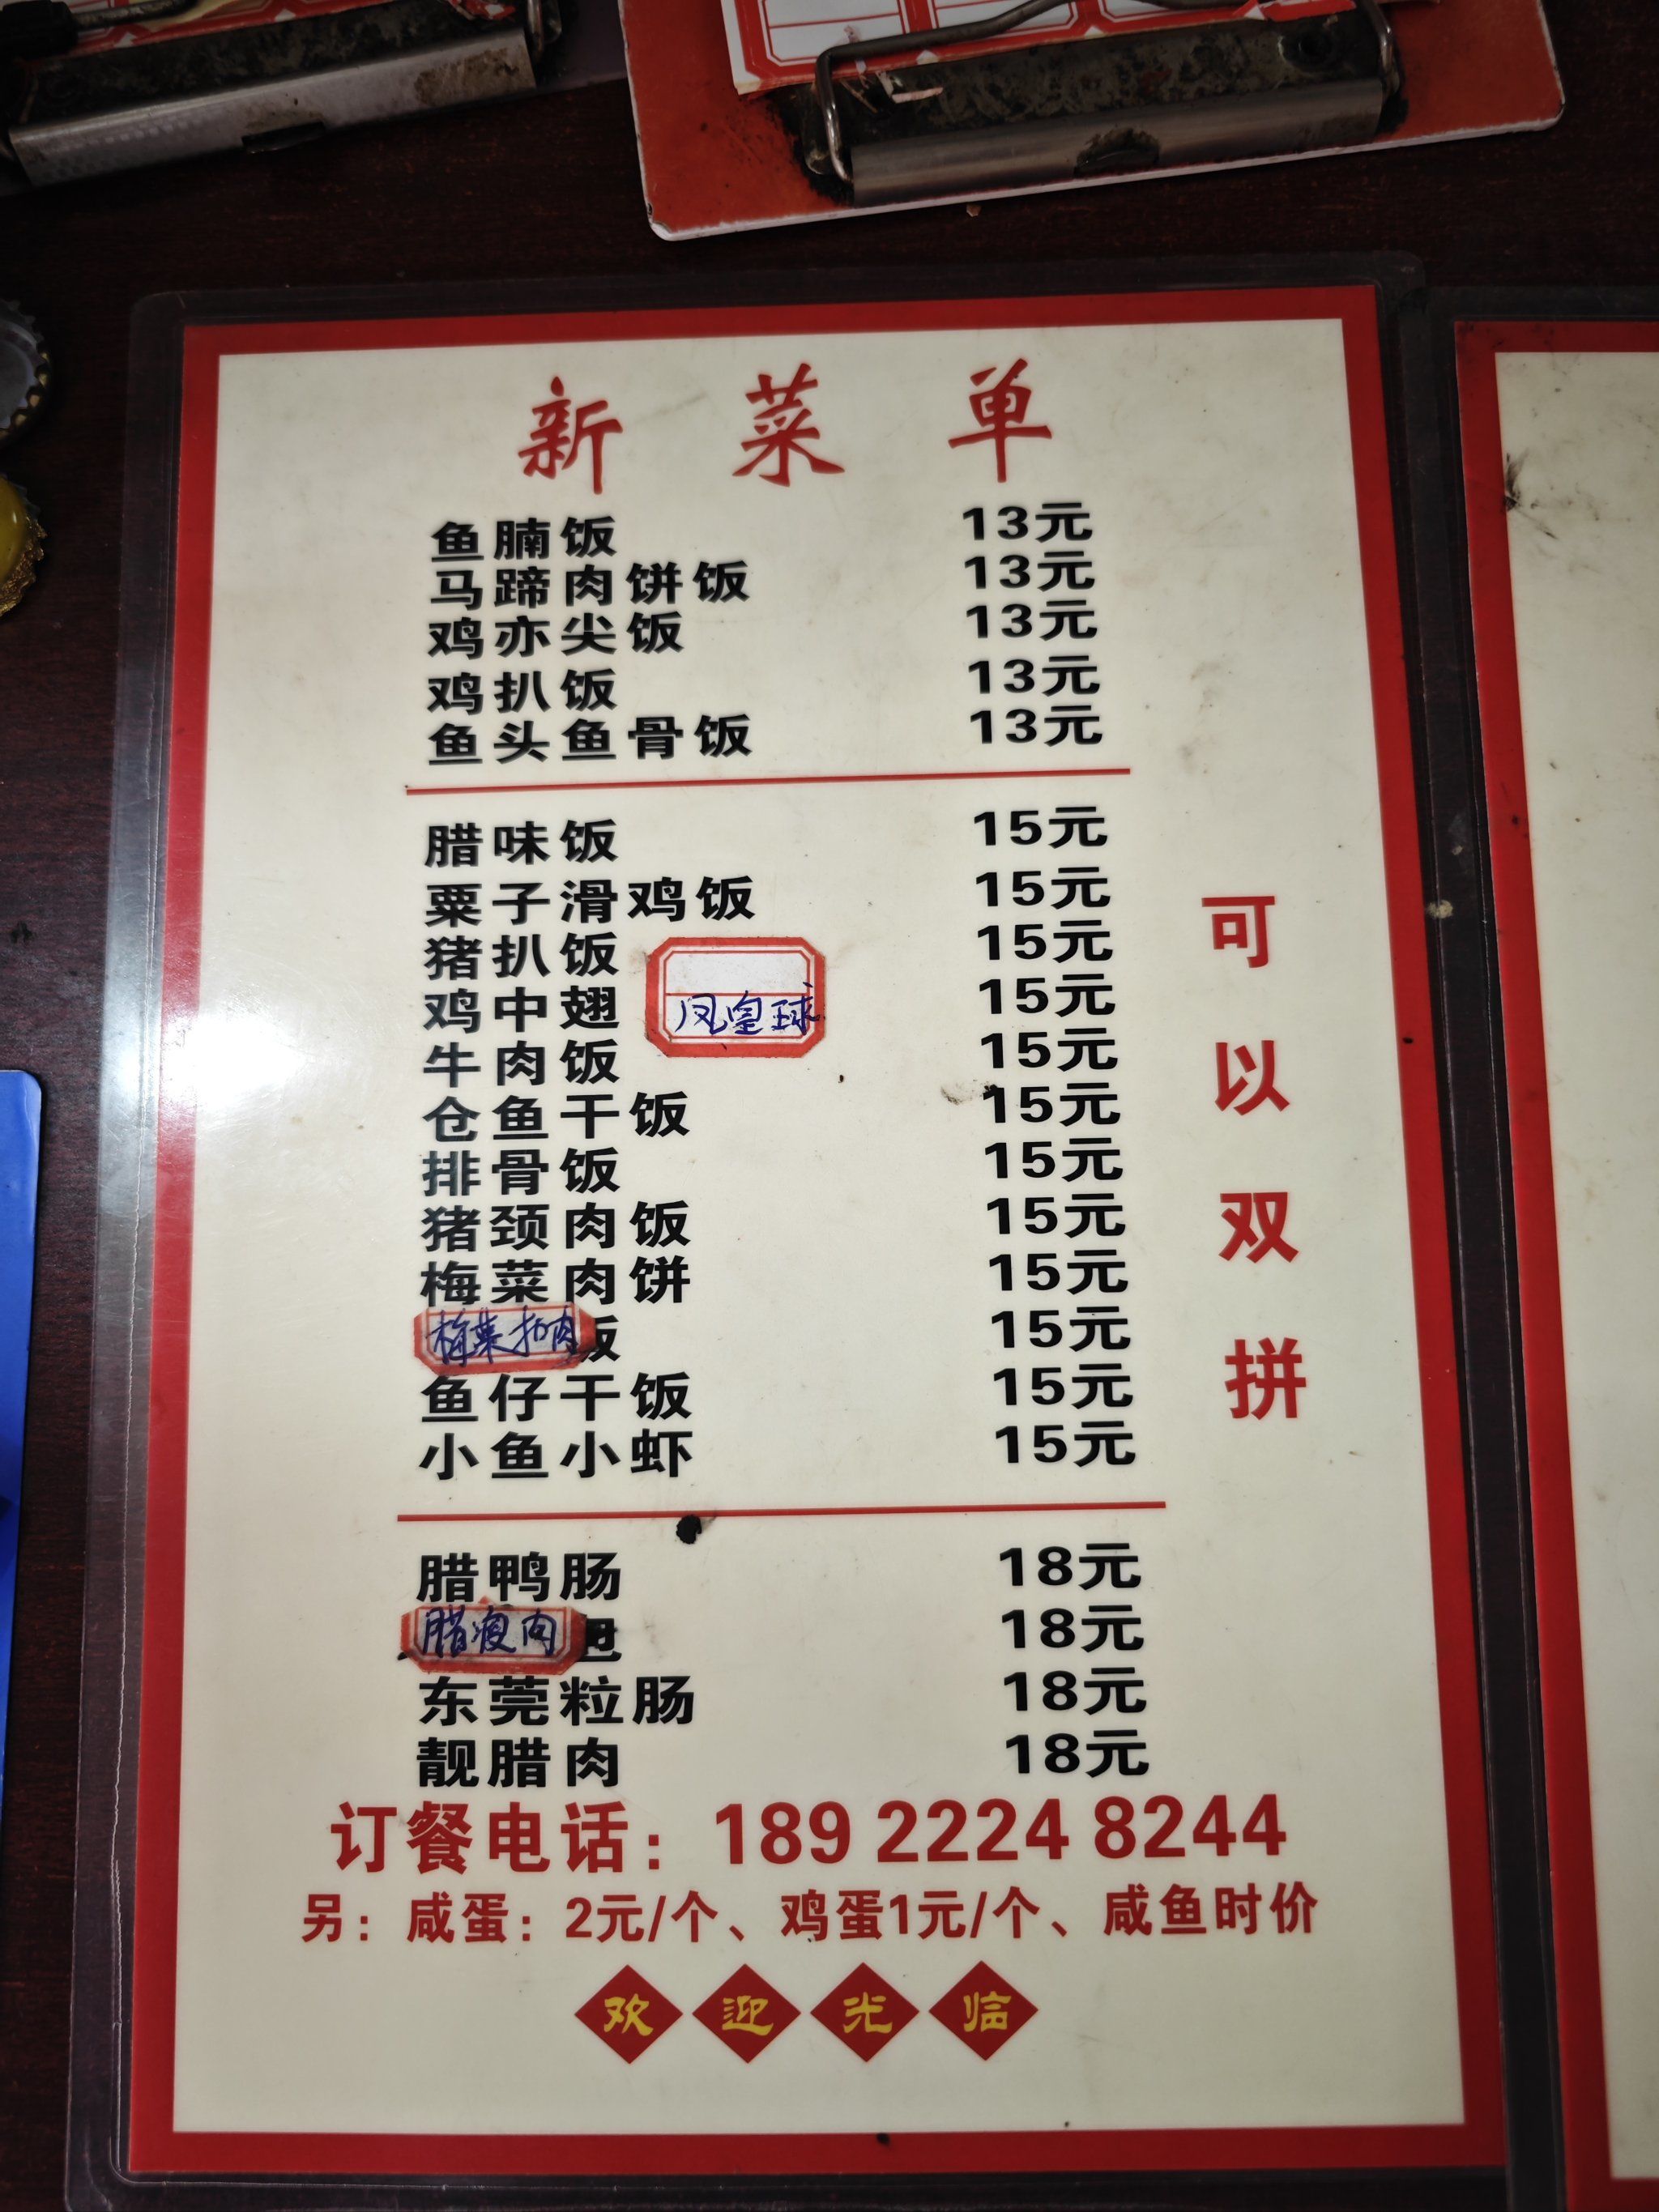 新菜单
鱼腩饭 13元
马蹄肉饼饭 13元
鸡亦尖饭 13元
鸡扒饭 13元
鱼头鱼骨饭 13元
腊味饭 15元
粟子滑鸡饭 15元
猪扒饭 15元
鸡中翅 凤皇球 15元
牛肉饭 15元
仓鱼干饭 15元
排骨饭 15元
猪颈肉饭 15元
梅菜肉饼 15元
梅菜扣肉饭 15元
鱼仔干饭 15元
小鱼小虾 15元
可以双拼
腊鸭肠 18元
腊瘦肉 18元
东莞粒肠 18元
靓腊肉 18元
订餐电话：189 2224 8244
另：咸蛋：2元/个、鸡蛋1元/个、咸鱼时价
欢迎光临